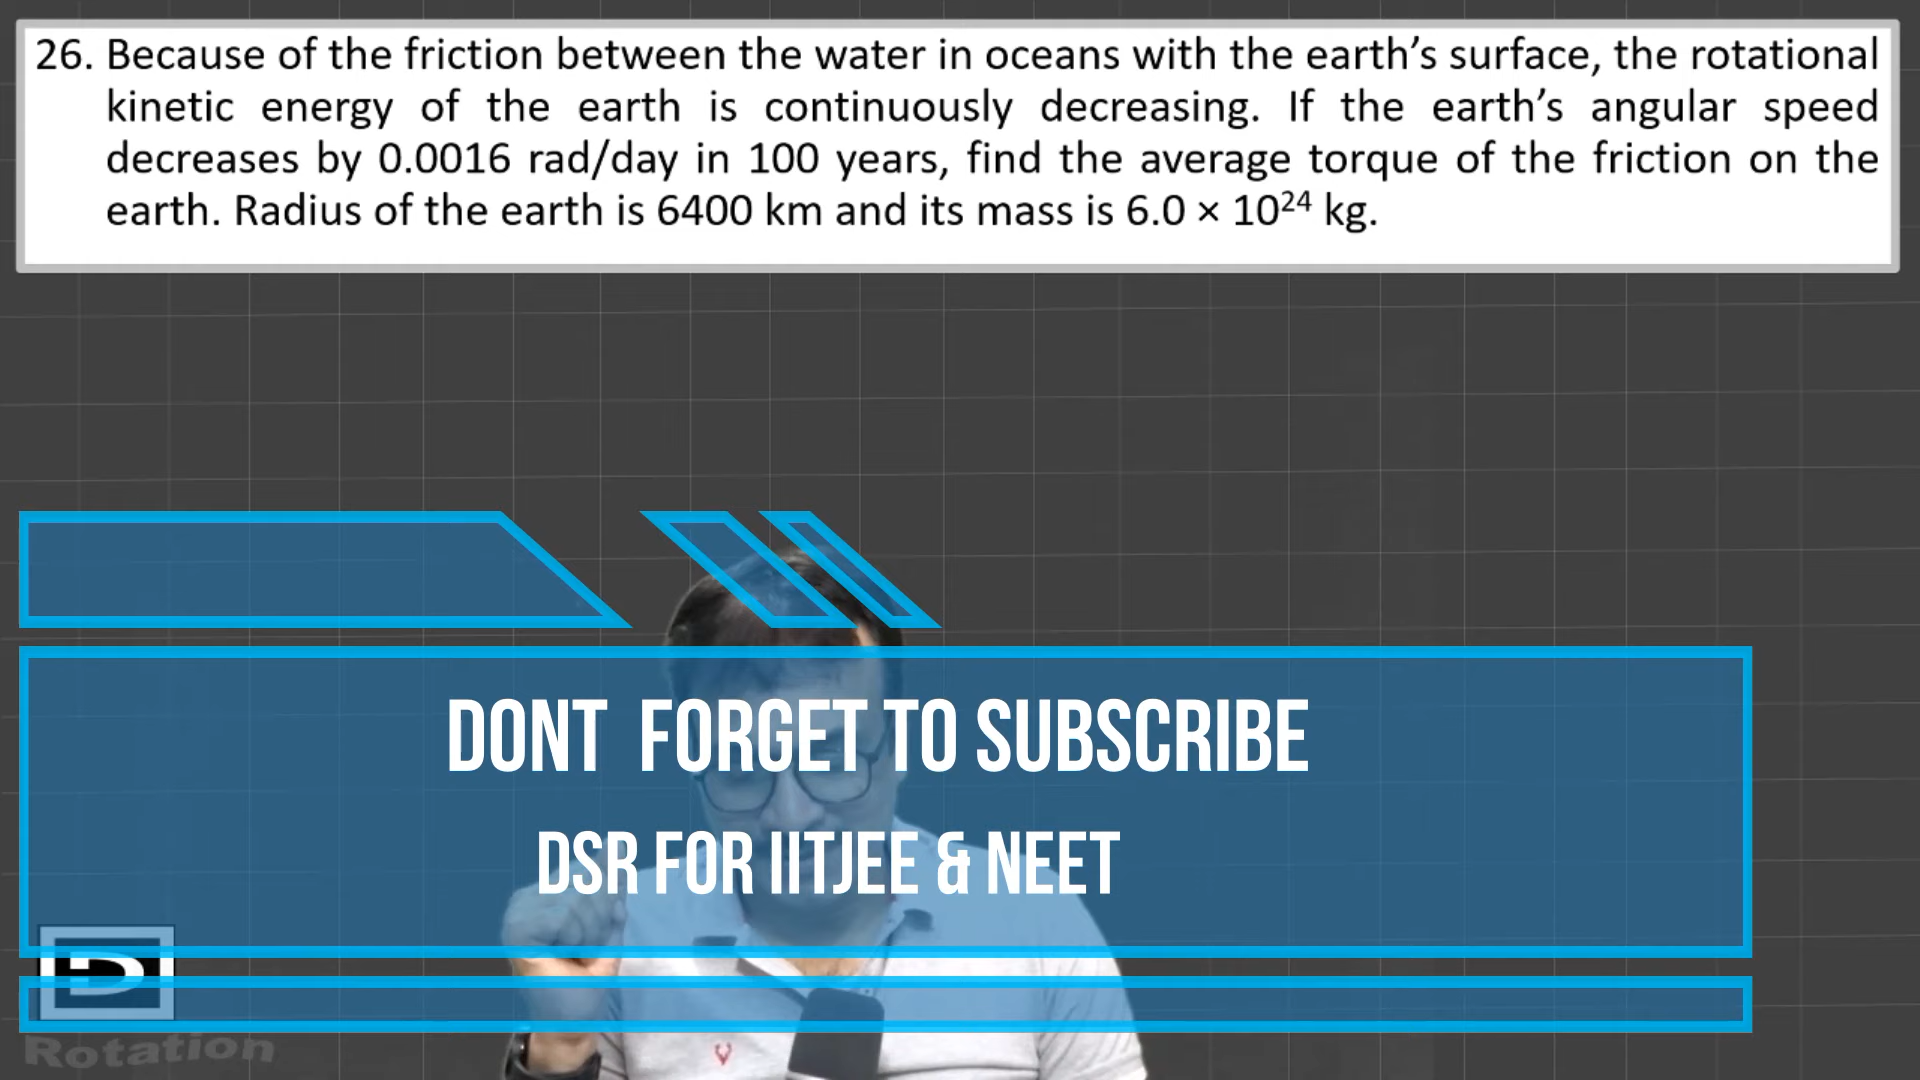 26. Because of the friction between the water in oceans with the earth’s surface, the rotational
kinetic energy of the earth is continuously decreasing. If the earth’s angular speed
decreases by 0.0016 rad/day in 100 years, find the average torque of the friction on the
earth. Radius of the earth is 6400 km and its mass is 6.0 × 10²⁴ kg.
DONT FORGET TO SUBSCRIBE
DSR FOR IITJEE & NEET
D
Rotation